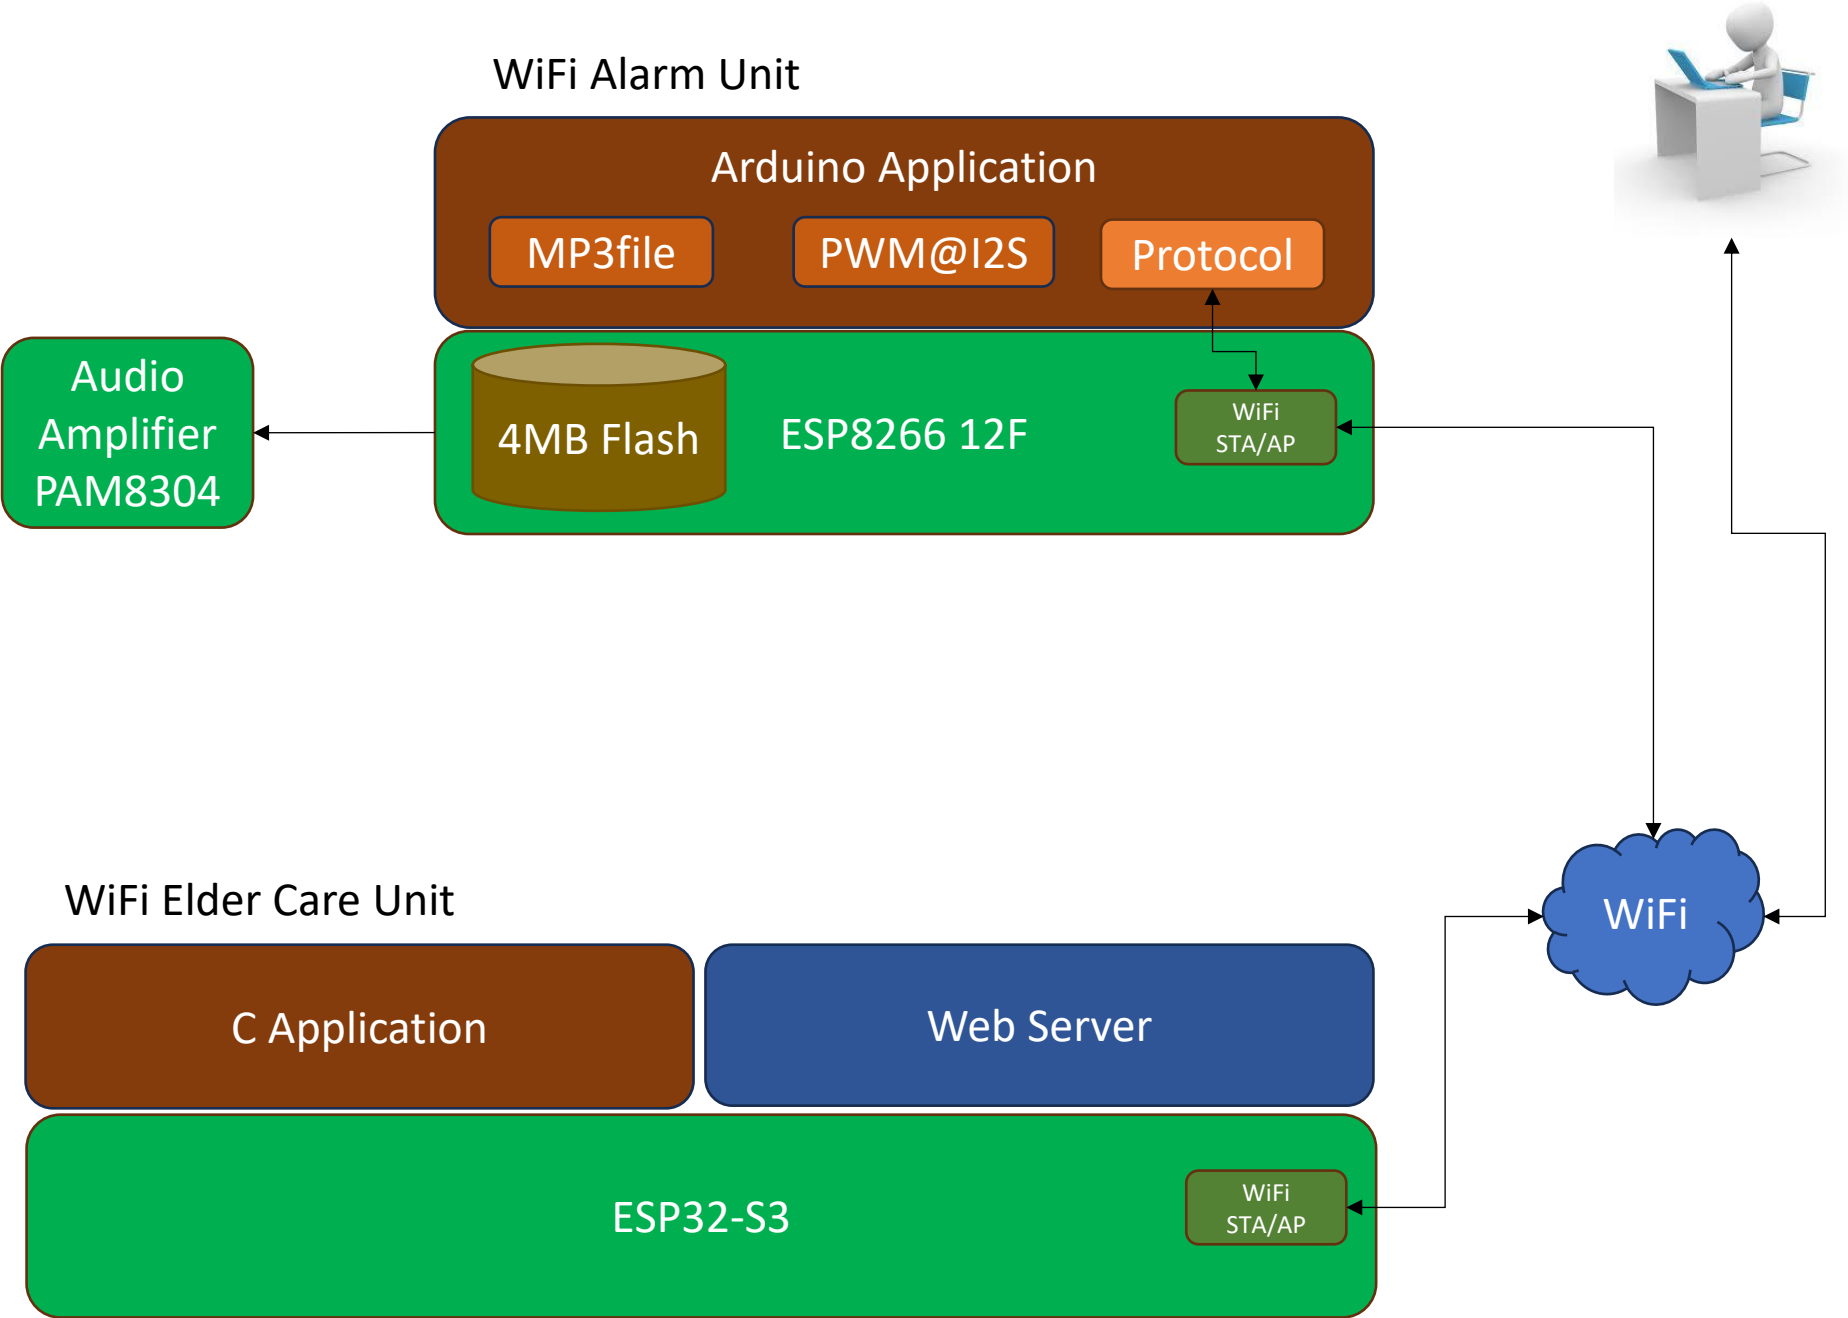 WiFi Alarm Unit
Arduino Application
MP3file
PWM@I2S
Protocol
Audio
Amplifier
PAM8304
4MB Flash
ESP8266 12F
WiFi
STA/AP
WiFi
WiFi Elder Care Unit
C Application
Web Server
ESP32-S3
WiFi
STA/AP